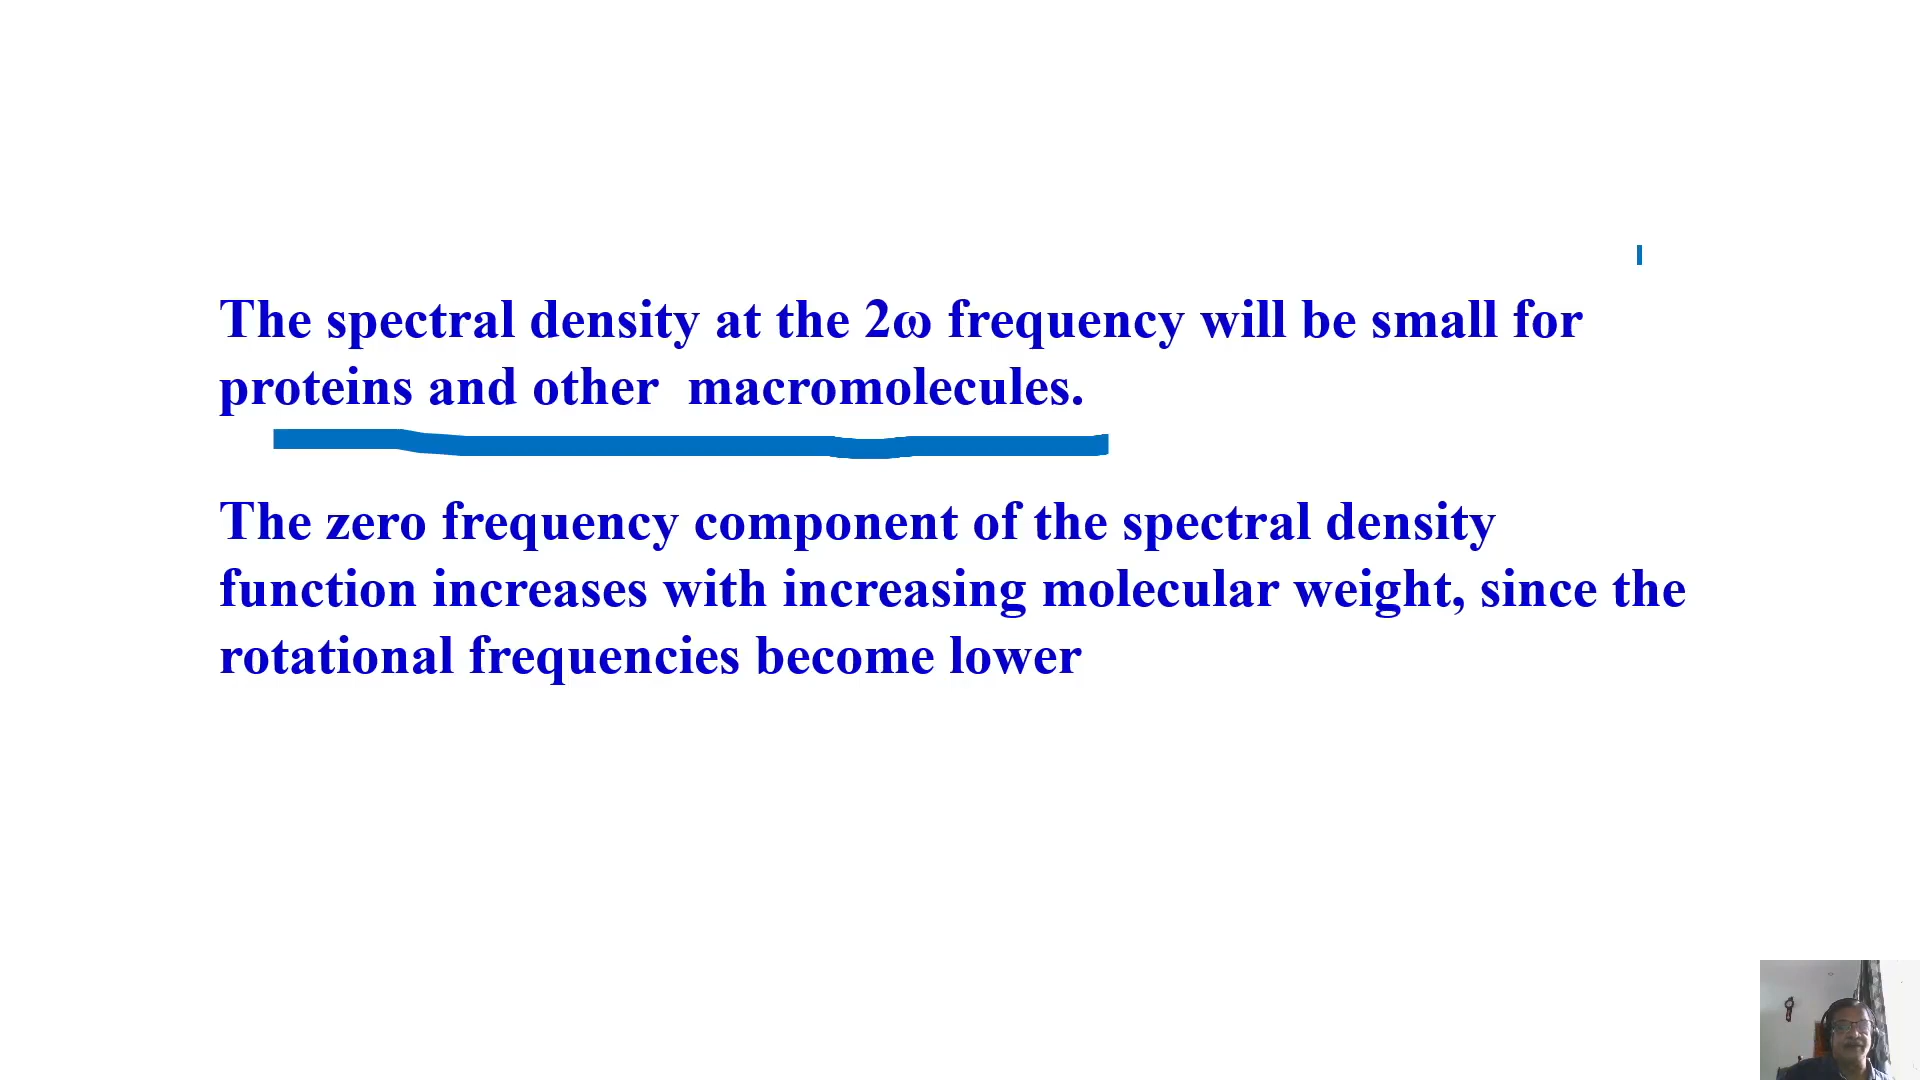 The spectral density at the 2ω frequency will be small for
proteins and other  macromolecules.
The zero frequency component of the spectral density
function increases with increasing molecular weight, since the
rotational frequencies become lower